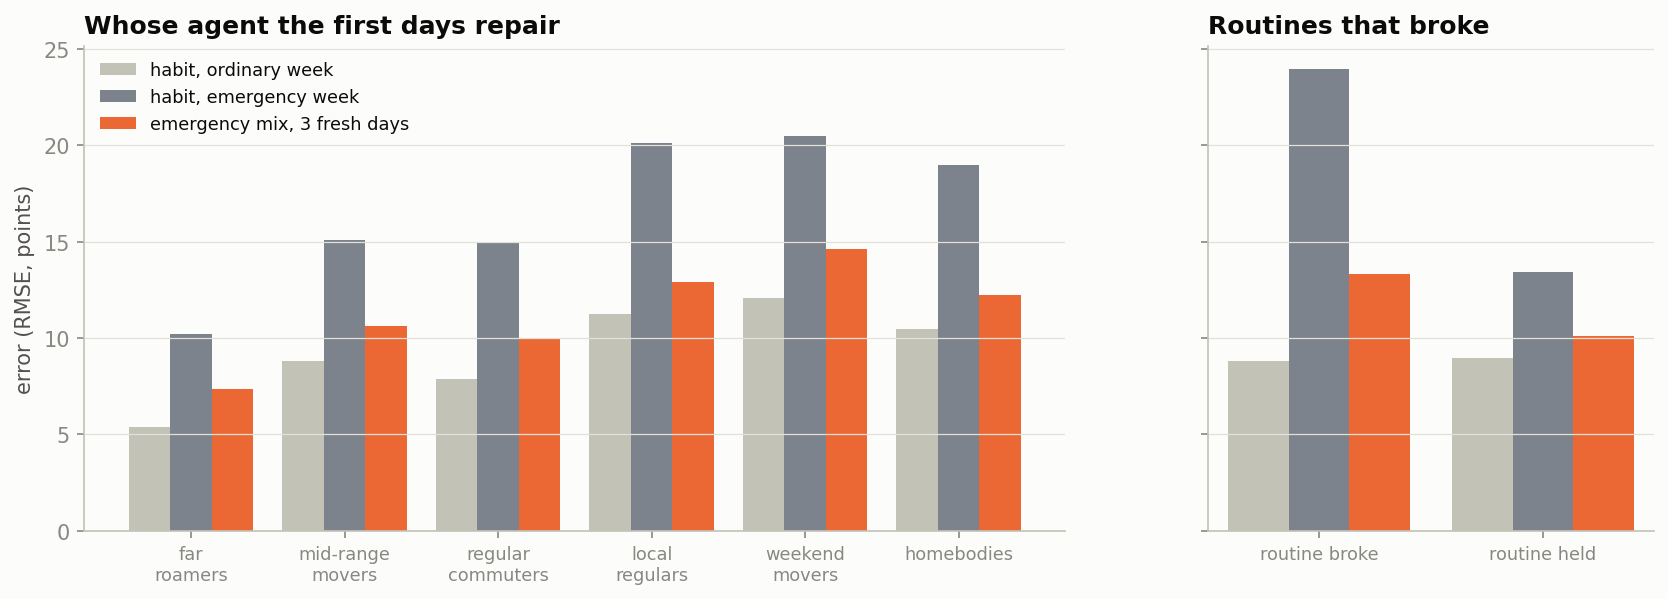 Whose agent the first days repair
Routines that broke
habit, ordinary week
habit, emergency week
emergency mix, 3 fresh days
error (RMSE, points)
25
20
15
10
5
0
far
roamers
mid-range
movers
regular
commuters
local
regulars
weekend
movers
homebodies
routine broke
routine held